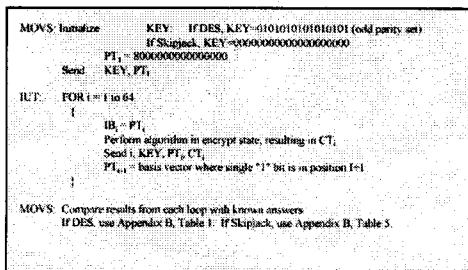 MOVS: Initialize KEY: If DES, KEY=0101010101010101 (odd parity set)
If Skipjack, KEY=00000000000000000000
PT₁ = 8000000000000000
Send KEY, PT₁
IUT: FOR i = 1 to 64
{
IBᵢ = PTᵢ
Perform algorithm in encrypt state, resulting in CTᵢ
Send i, KEY, PTᵢ, CTᵢ
PTᵢ₊₁ = basis vector where single "1" bit is in position I+1
}
MOVS: Compare results from each loop with known answers
If DES, use Appendix B, Table 1. If Skipjack, use Appendix B, Table 5.